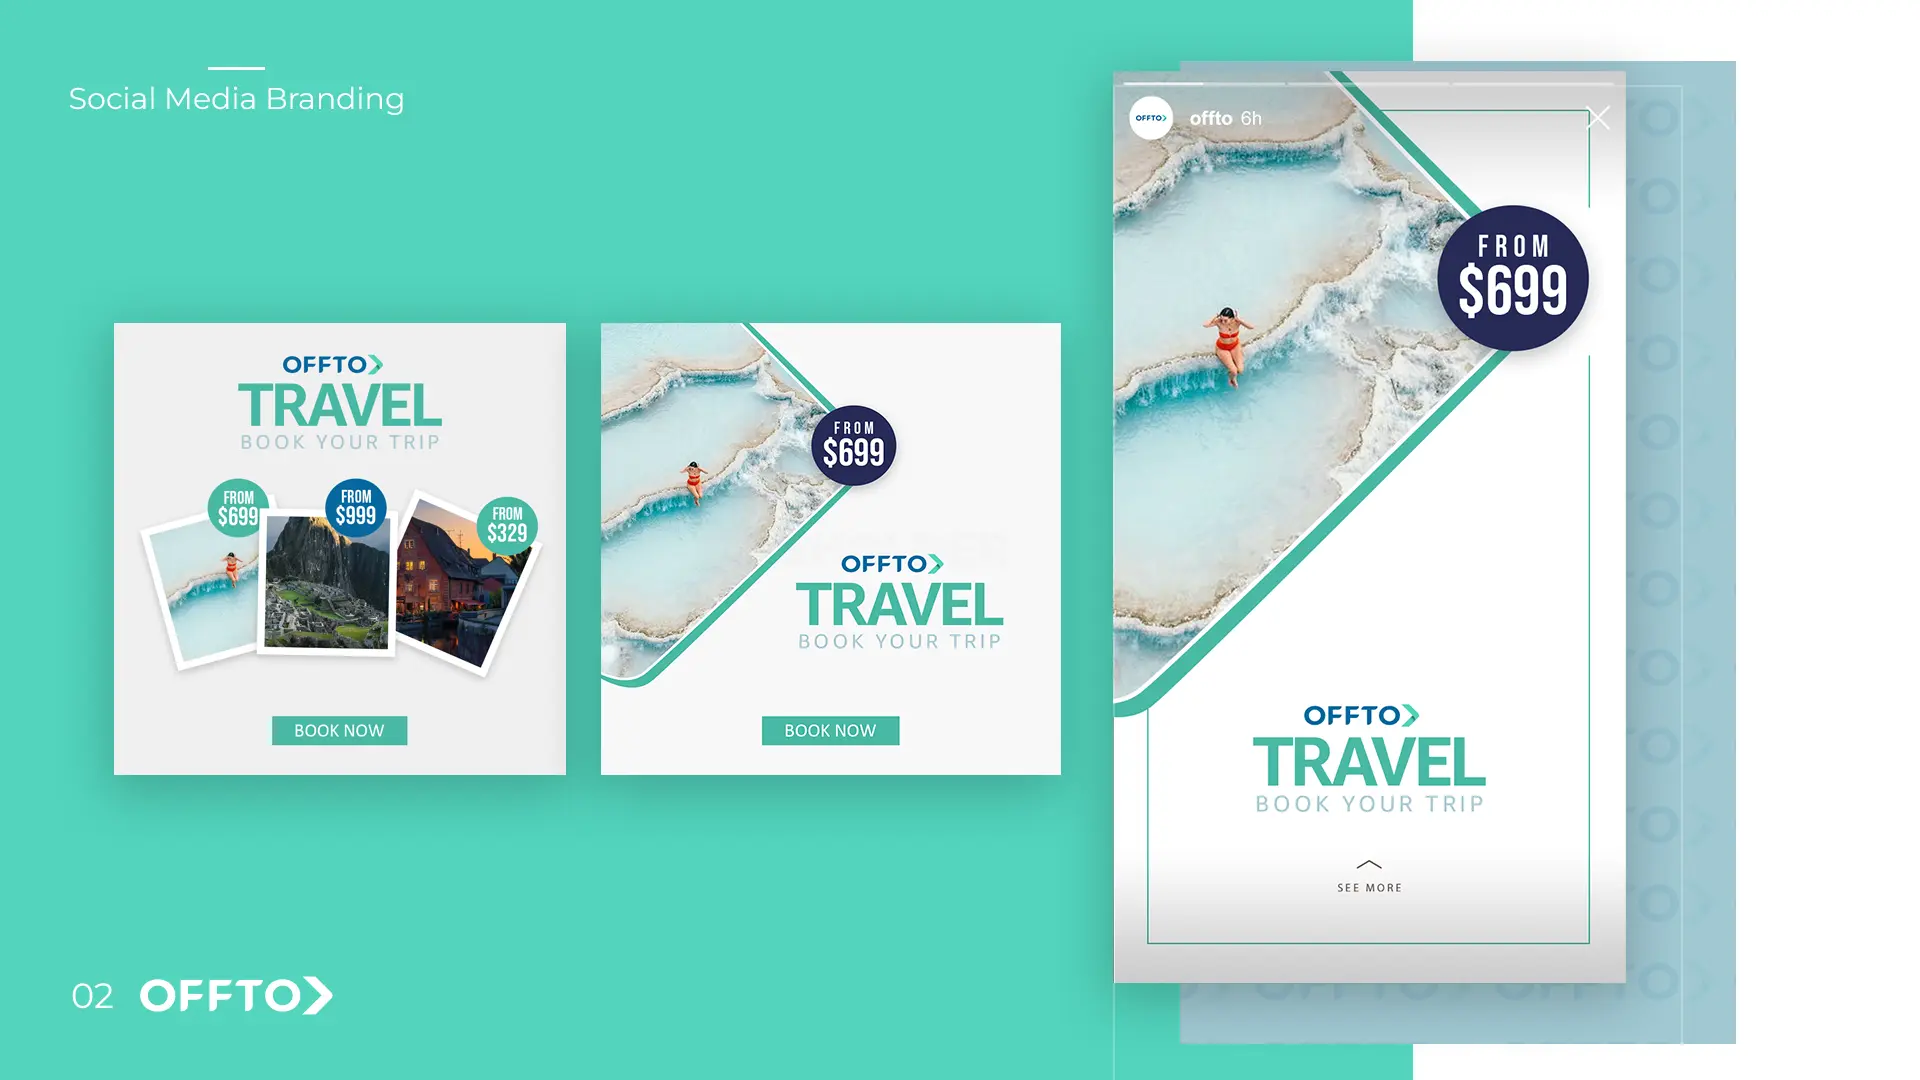 Social Media Branding
OFFTO
TRAVEL
BOOK YOUR TRIP
FROM
$699
FROM
$999
FROM
$329
BOOK NOW
FROM
$699
OFFTO
TRAVEL
BOOK YOUR TRIP
BOOK NOW
OFFTO
offto 6h
FROM
$699
OFFTO
TRAVEL
BOOK YOUR TRIP
SEE MORE
02 OFFTO